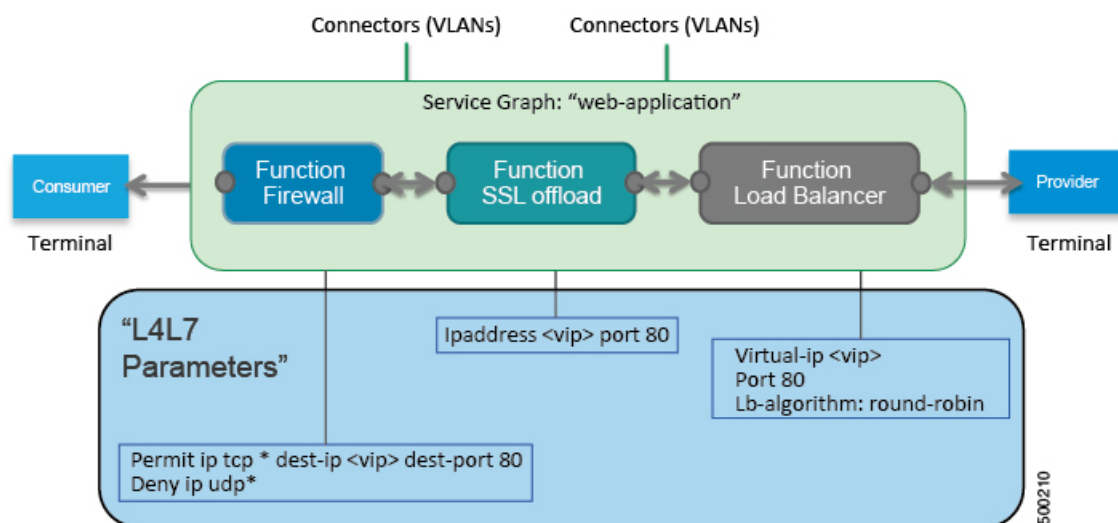 Connectors (VLANs)
Connectors (VLANs)
Service Graph: “web-application”
Consumer
Terminal
Function
Firewall
Function
SSL offload
Function
Load Balancer
Provider
Terminal
“L4L7
Parameters”
Ipaddress <vip> port 80
Virtual-ip <vip>
Port 80
Lb-algorithm: round-robin
Permit ip tcp * dest-ip <vip> dest-port 80
Deny ip udp*
500210